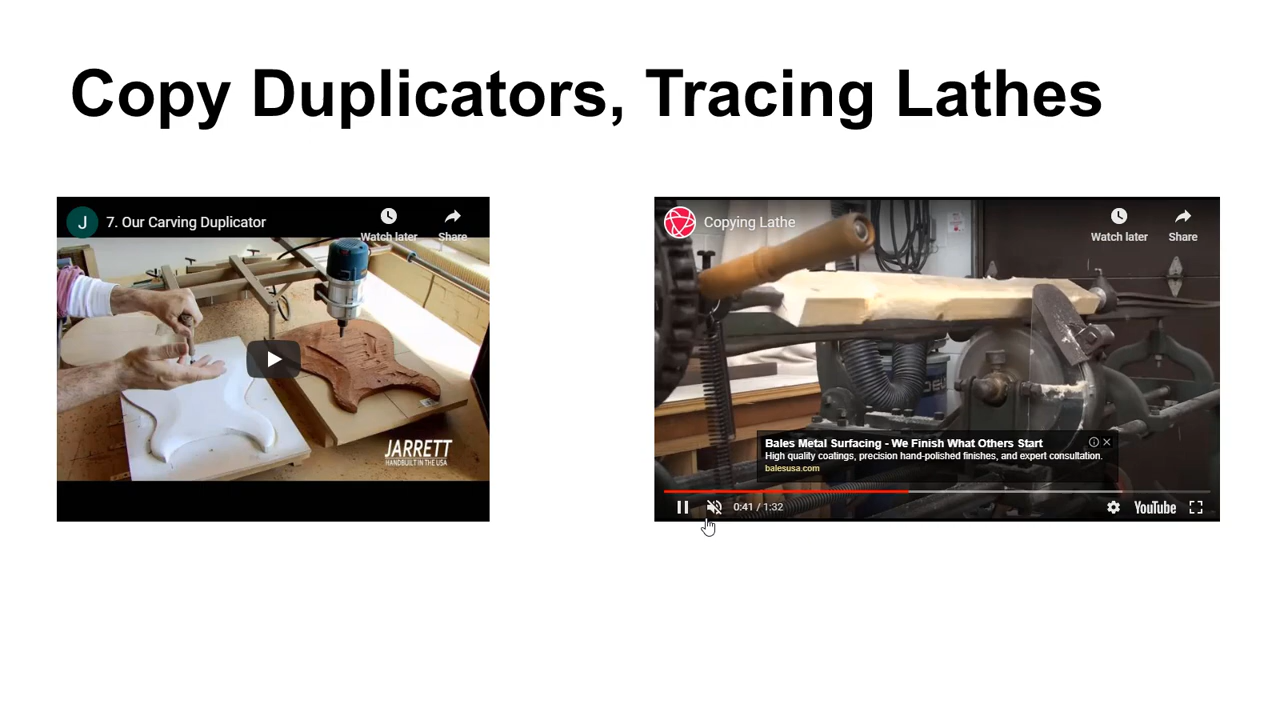 Copy Duplicators, Tracing Lathes
J
7. Our Carving Duplicator
Watch later
Share
JARRETT
HANDBUILT IN THE USA
Copying Lathe
Watch later
Share
Bales Metal Surfacing - We Finish What Others Start
High quality coatings, precision hand-polished finishes, and expert consultation.
balesusa.com
0:41 / 1:32
YouTube